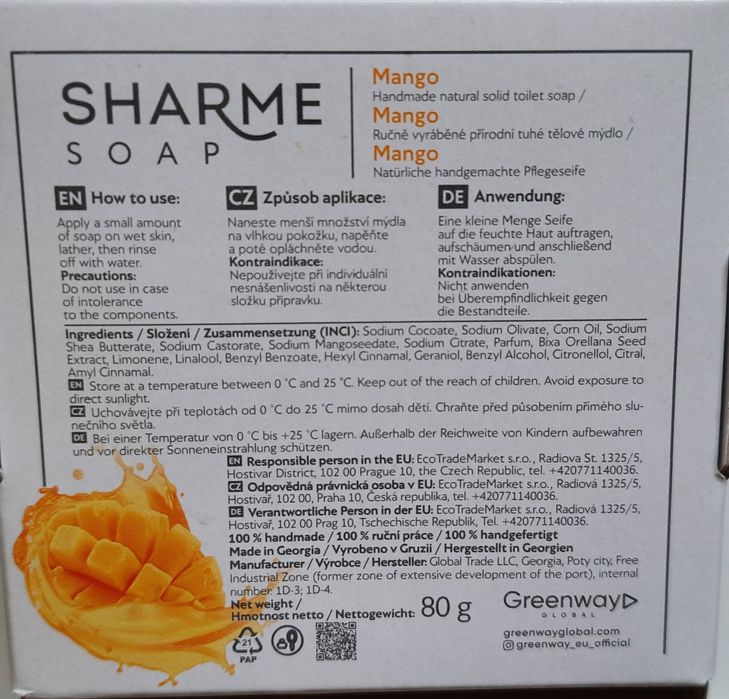 SHARME
SOAP
Mango
Handmade natural solid toilet soap /
Mango
Ručně vyráběné přírodní tuhé tělové mýdlo /
Mango
Natürliche handgemachte Pflegeseife
EN How to use:
Apply a small amount
of soap on wet skin,
lather, then rinse
off with water.
Precautions:
Do not use in case
of intolerance
to the components.
CZ Způsob aplikace:
Naneste menší množství mýdla
na vlhkou pokožku, napěňte
a poté opláchněte vodou.
Kontraindikace:
Nepoužívejte při individuální
nesnášenlivosti na některou
složku přípravku.
DE Anwendung:
Eine kleine Menge Seife
auf die feuchte Haut auftragen,
aufschäumen und anschließend
mit Wasser abspülen.
Kontraindikationen:
Nicht anwenden
bei Überempfindlichkeit gegen
die Bestandteile.
Ingredients / Složení / Zusammensetzung (INCI): Sodium Cocoate, Sodium Olivate, Corn Oil, Sodium
Shea Butterate, Sodium Castorate, Sodium Mangoseedate, Sodium Citrate, Parfum, Bixa Orellana Seed
Extract, Limonene, Linalool, Benzyl Benzoate, Hexyl Cinnamal, Geraniol, Benzyl Alcohol, Citronellol, Citral,
Amyl Cinnamal.
EN Store at a temperature between 0 °C and 25 °C. Keep out of the reach of children. Avoid exposure to
direct sunlight.
CZ Uchovávejte při teplotách od 0 °C do 25 °C mimo dosah dětí. Chraňte před působením přímého slu-
nečního světla.
DE Bei einer Temperatur von 0 °C bis +25 °C lagern. Außerhalb der Reichweite von Kindern aufbewahren
und vor direkter Sonneneinstrahlung schützen.
EN Responsible person in the EU: EcoTradeMarket s.r.o., Radiova St. 1325/5,
Hostivar District, 102 00 Prague 10, the Czech Republic, tel. +420771140036.
CZ Odpovědná právnická osoba v EU: EcoTradeMarket s.r.o., Radiová 1325/5,
Hostivař, 102 00, Praha 10, Česká republika, tel. +420771140036.
DE Verantwortliche Person in der EU: EcoTradeMarket s.r.o., Radiová 1325/5,
Hostivař, 102 00 Prag 10, Tschechische Republik, Tel. +420771140036.
100 % handmade / 100 % ruční práce / 100 % handgefertigt
Made in Georgia / Vyrobeno v Gruzii / Hergestellt in Georgien
Manufacturer / Výrobce / Hersteller: Global Trade LLC, Georgia, Poty city, Free
Industrial Zone (former zone of extensive development of the port), internal
number: 1D-3; 1D-4.
Net weight /
Hmotnost netto / Nettogewicht: 80 g
21
PAP
Greenway
GLOBAL
greenwayglobal.com
greenway_eu_official